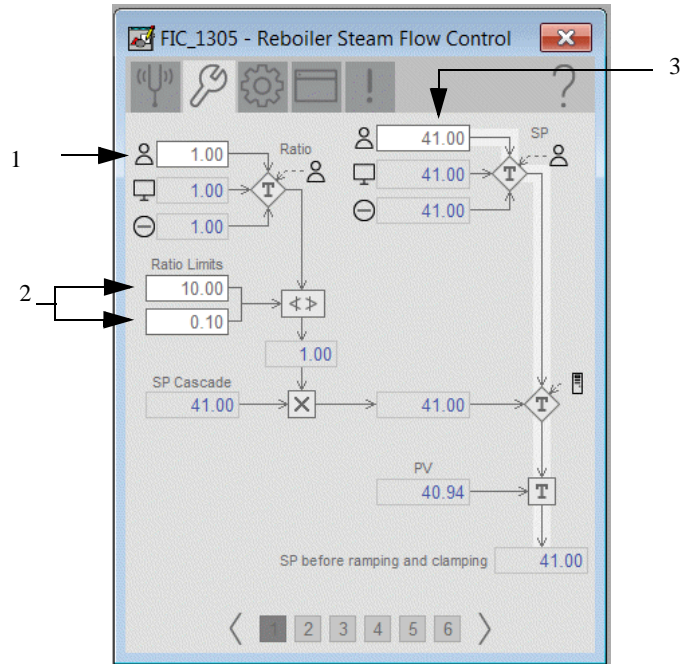 FIC_1305 - Reboiler Steam Flow Control
?
3
1
1.00
Ratio
1.00
1.00
41.00
SP
T
T
41.00
41.00
Ratio Limits
2
10.00
0.10
1.00
SP Cascade
41.00
41.00
T
PV
40.94
T
SP before ramping and clamping
41.00
1 2 3 4 5 6